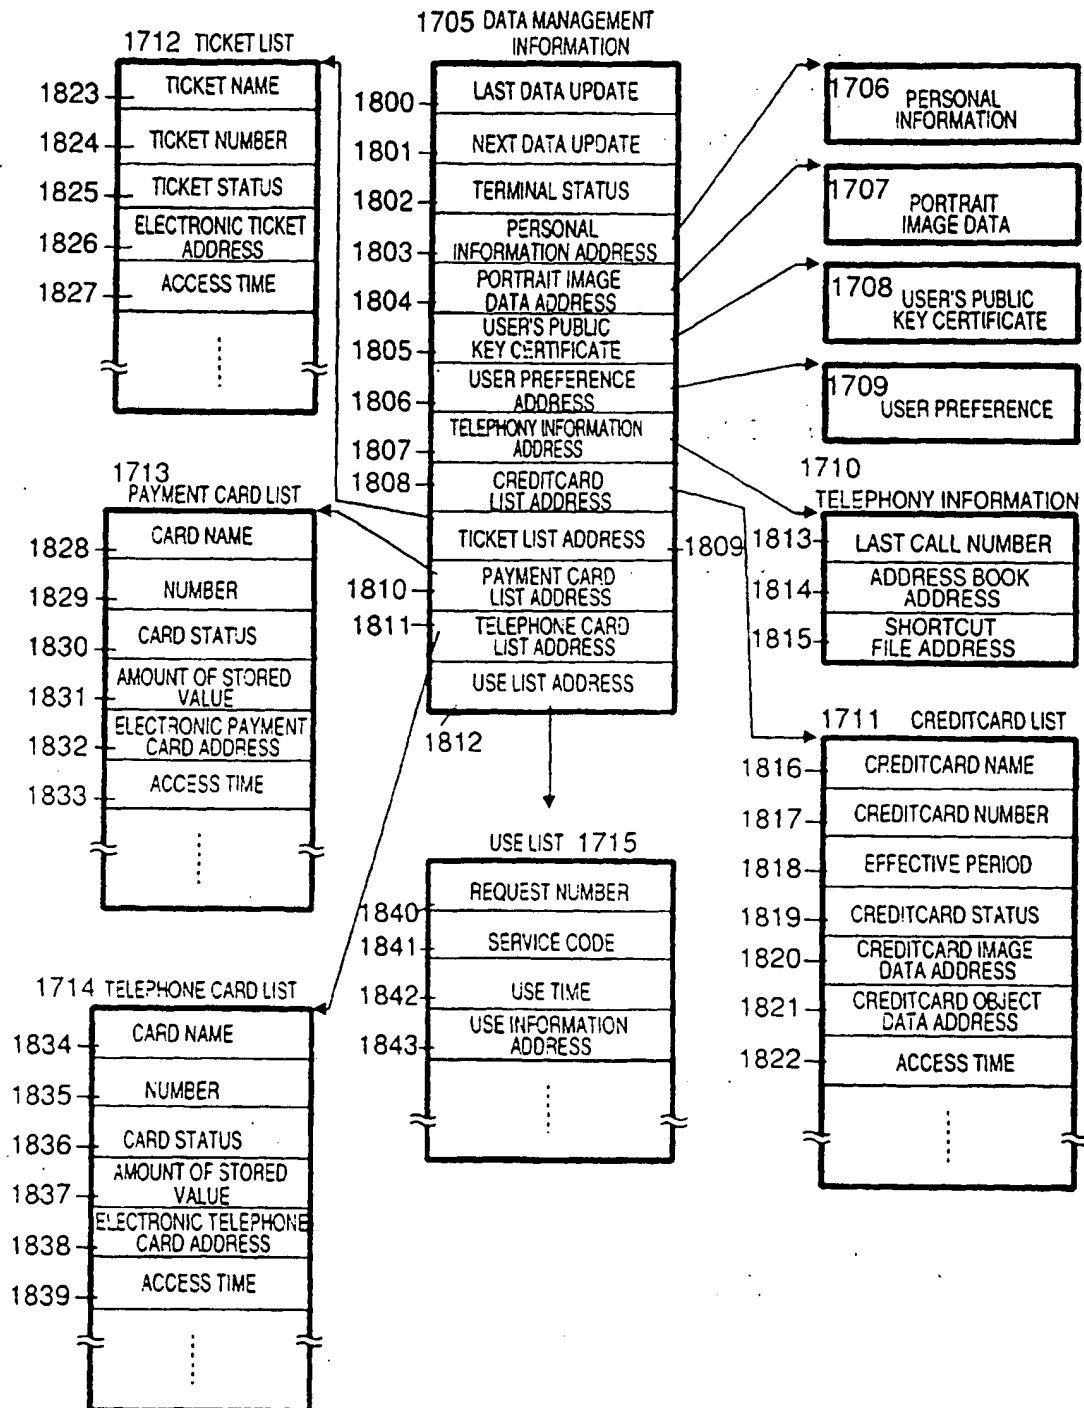 1705 DATA MANAGEMENT
INFORMATION
1800 LAST DATA UPDATE
1801 NEXT DATA UPDATE
1802 TERMINAL STATUS
1803 PERSONAL
INFORMATION ADDRESS
1804 PORTRAIT IMAGE
DATA ADDRESS
1805 USER'S PUBLIC
KEY CERTIFICATE
1806 USER PREFERENCE
ADDRESS
1807 TELEPHONY INFORMATION
ADDRESS
1808 CREDITCARD
LIST ADDRESS
TICKET LIST ADDRESS 1809
1810 PAYMENT CARD
LIST ADDRESS
1811 TELEPHONE CARD
LIST ADDRESS
USE LIST ADDRESS
1812
1712 TICKET LIST
1823 TICKET NAME
1824 TICKET NUMBER
1825 TICKET STATUS
1826 ELECTRONIC TICKET
ADDRESS
1827 ACCESS TIME
1713
PAYMENT CARD LIST
1828 CARD NAME
1829 NUMBER
1830 CARD STATUS
1831 AMOUNT OF STORED
VALUE
1832 ELECTRONIC PAYMENT
CARD ADDRESS
1833 ACCESS TIME
1714 TELEPHONE CARD LIST
1834 CARD NAME
1835 NUMBER
1836 CARD STATUS
1837 AMOUNT OF STORED
VALUE
1838 ELECTRONIC TELEPHONE
CARD ADDRESS
1839 ACCESS TIME
USE LIST 1715
1840 REQUEST NUMBER
1841 SERVICE CODE
1842 USE TIME
1843 USE INFORMATION
ADDRESS
1706 PERSONAL
INFORMATION
1707 PORTRAIT
IMAGE DATA
1708 USER'S PUBLIC
KEY CERTIFICATE
1709
USER PREFERENCE
1710
TELEPHONY INFORMATION
1813 LAST CALL NUMBER
1814 ADDRESS BOOK
ADDRESS
1815 SHORTCUT
FILE ADDRESS
1711 CREDITCARD LIST
1816 CREDITCARD NAME
1817 CREDITCARD NUMBER
1818 EFFECTIVE PERIOD
1819 CREDITCARD STATUS
1820 CREDITCARD IMAGE
DATA ADDRESS
1821 CREDITCARD OBJECT
DATA ADDRESS
1822 ACCESS TIME